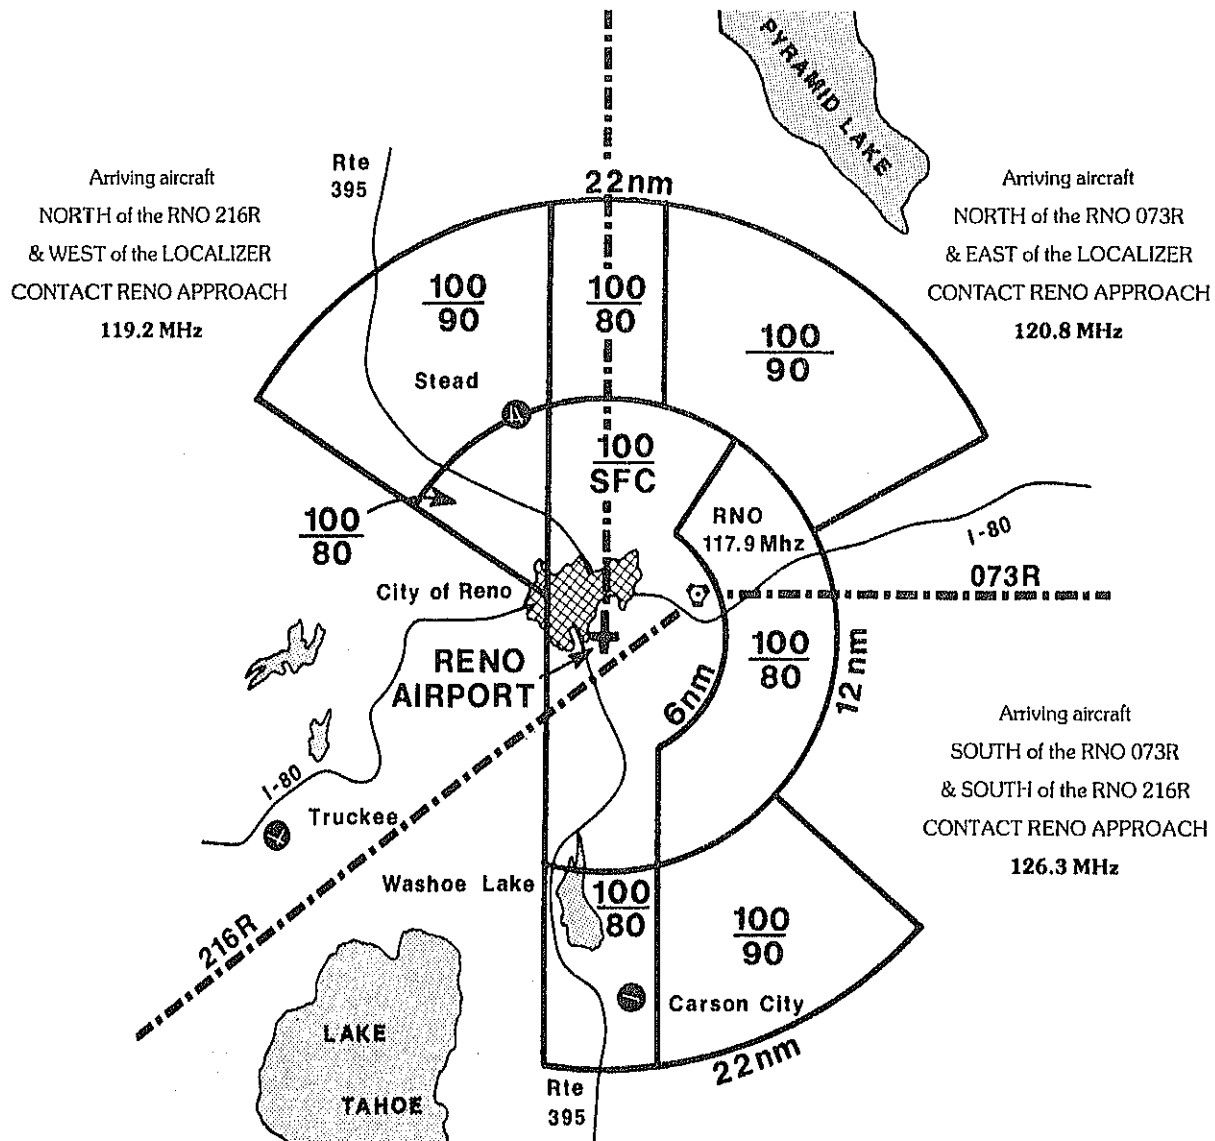 PYRAMID LAKE
Rte
395
22nm
Arriving aircraft
NORTH of the RNO 216R
& WEST of the LOCALIZER
CONTACT RENO APPROACH
119.2 MHz
Arriving aircraft
NORTH of the RNO 073R
& EAST of the LOCALIZER
CONTACT RENO APPROACH
120.8 MHz
100
90
100
80
100
90
Stead
100
SFC
100
80
RNO
117.9 Mhz
I-80
073R
City of Reno
RENO
AIRPORT
100
80
6nm
12 nm
Arriving aircraft
SOUTH of the RNO 073R
& SOUTH of the RNO 216R
CONTACT RENO APPROACH
126.3 MHz
I-80
Truckee
Washoe Lake
100
80
100
90
216R
Carson City
LAKE
TAHOE
22nm
Rte
395